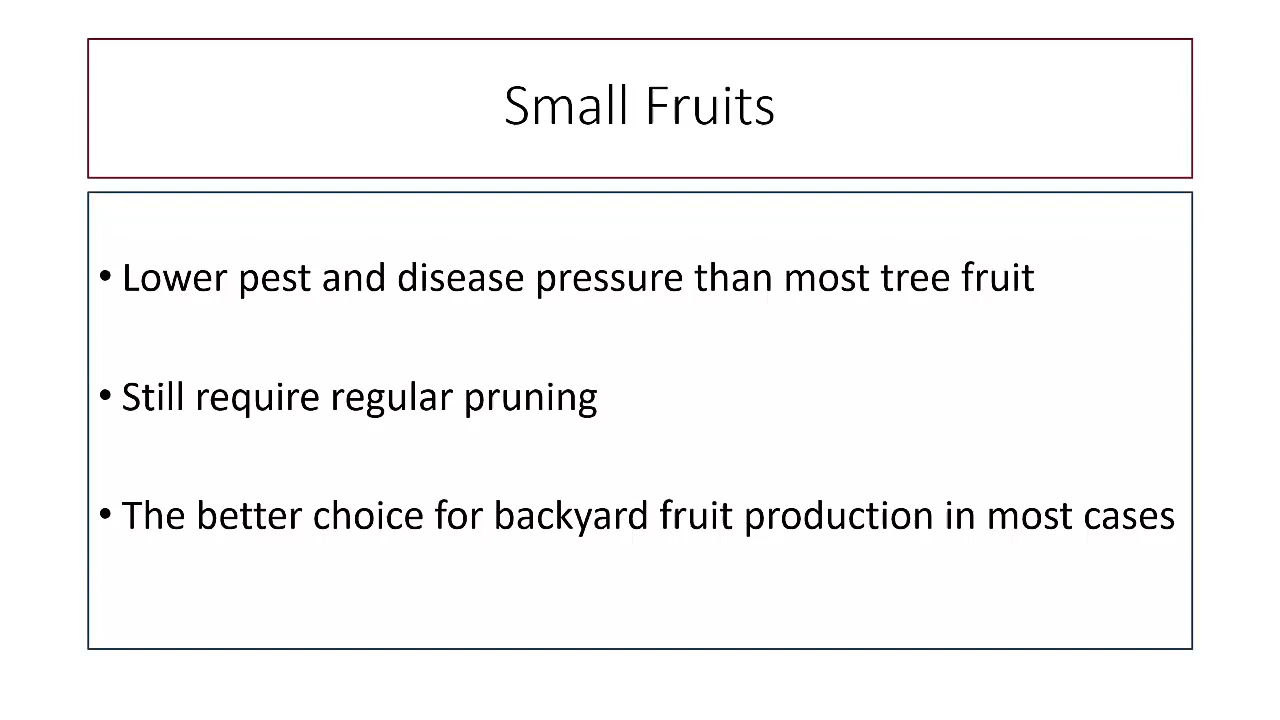 Small Fruits
• Lower pest and disease pressure than most tree fruit
• Still require regular pruning
• The better choice for backyard fruit production in most cases